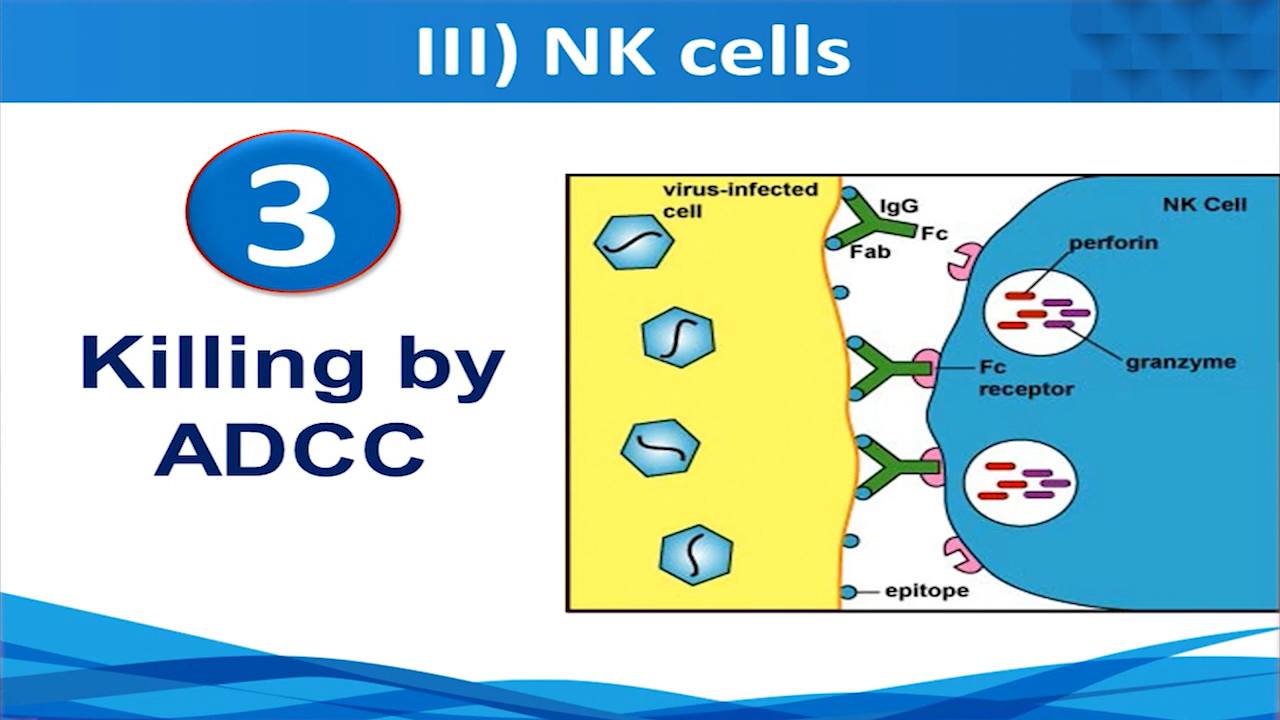 III) NK cells
3
Killing by
ADCC
virus-infected
cell
IgG
Fc
Fab
NK Cell
perforin
granzyme
Fc
receptor
epitope